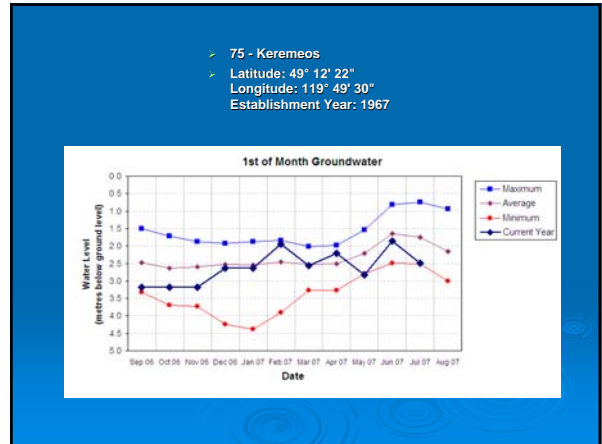 75 - Keremeos
Latitude: 49° 12' 22"
Longitude: 119° 49' 30"
Establishment Year: 1967
1st of Month Groundwater
Water Level
(metres below ground level)
0.0
0.5
1.0
1.5
2.0
2.5
3.0
3.5
4.0
4.5
5.0
Sep 06 Oct 06 Nov 06 Dec 06 Jan 07 Feb 07 Mar 07 Apr 07 May 07 Jun 07 Jul 07 Aug 07
Date
Maximum
Average
Minimum
Current Year